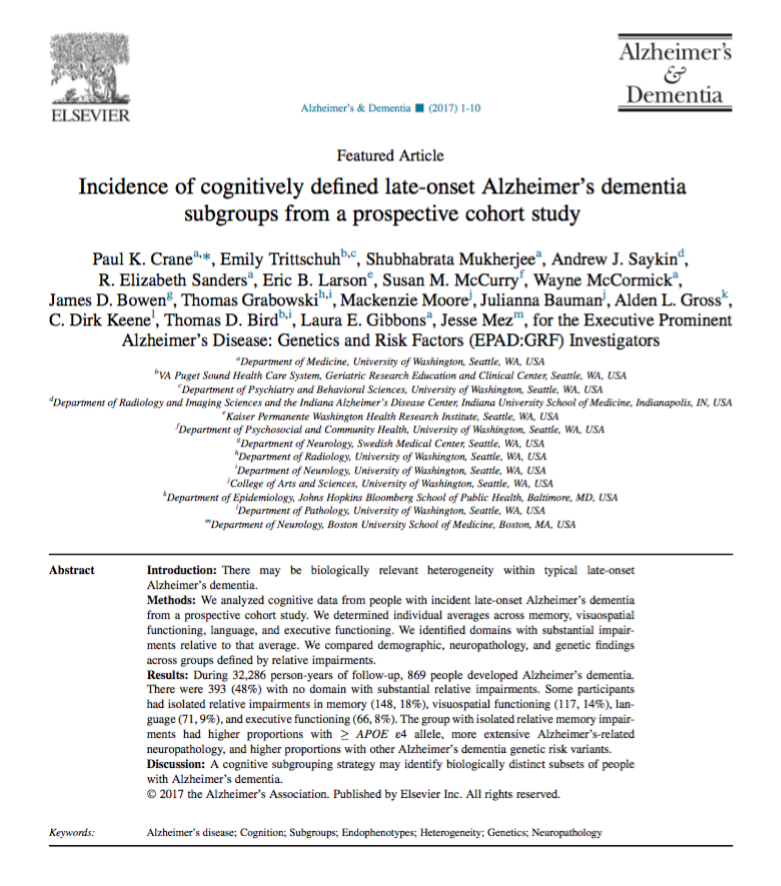 ELSEVIER
Alzheimer's & Dementia ■ (2017) 1-10
Alzheimer's
&
Dementia
Featured Article
Incidence of cognitively defined late-onset Alzheimer's dementia
subgroups from a prospective cohort study
Paul K. Crane^a,*, Emily Trittschuh^b,c, Shubhabrata Mukherjee^a, Andrew J. Saykin^d,
R. Elizabeth Sanders^a, Eric B. Larson^e, Susan M. McCurry^f, Wayne McCormick^a,
James D. Bowen^g, Thomas Grabowski^h,i, Mackenzie Moore^j, Julianna Bauman^j, Alden L. Gross^k,
C. Dirk Keene^l, Thomas D. Bird^b,i, Laura E. Gibbons^a, Jesse Mez^m, for the Executive Prominent
Alzheimer's Disease: Genetics and Risk Factors (EPAD:GRF) Investigators
^aDepartment of Medicine, University of Washington, Seattle, WA, USA
^bVA Puget Sound Health Care System, Geriatric Research Education and Clinical Center, Seattle, WA, USA
^cDepartment of Psychiatry and Behavioral Sciences, University of Washington, Seattle, WA, USA
^dDepartment of Radiology and Imaging Sciences and the Indiana Alzheimer's Disease Center, Indiana University School of Medicine, Indianapolis, IN, USA
^eKaiser Permanente Washington Health Research Institute, Seattle, WA, USA
^fDepartment of Psychosocial and Community Health, University of Washington, Seattle, WA, USA
^gDepartment of Neurology, Swedish Medical Center, Seattle, WA, USA
^hDepartment of Radiology, University of Washington, Seattle, WA, USA
^iDepartment of Neurology, University of Washington, Seattle, WA, USA
^jCollege of Arts and Sciences, University of Washington, Seattle, WA, USA
^kDepartment of Epidemiology, Johns Hopkins Bloomberg School of Public Health, Baltimore, MD, USA
^lDepartment of Pathology, University of Washington, Seattle, WA, USA
^mDepartment of Neurology, Boston University School of Medicine, Boston, MA, USA
Abstract
Introduction: There may be biologically relevant heterogeneity within typical late-onset
Alzheimer's dementia.
Methods: We analyzed cognitive data from people with incident late-onset Alzheimer's dementia
from a prospective cohort study. We determined individual averages across memory, visuospatial
functioning, language, and executive functioning. We identified domains with substantial impair-
ments relative to that average. We compared demographic, neuropathology, and genetic findings
across groups defined by relative impairments.
Results: During 32,286 person-years of follow-up, 869 people developed Alzheimer's dementia.
There were 393 (48%) with no domain with substantial relative impairments. Some participants
had isolated relative impairments in memory (148, 18%), visuospatial functioning (117, 14%), lan-
guage (71, 9%), and executive functioning (66, 8%). The group with isolated relative memory impair-
ments had higher proportions with ≥ APOE ε4 allele, more extensive Alzheimer's-related
neuropathology, and higher proportions with other Alzheimer's dementia genetic risk variants.
Discussion: A cognitive subgrouping strategy may identify biologically distinct subsets of people
with Alzheimer's dementia.
© 2017 the Alzheimer's Association. Published by Elsevier Inc. All rights reserved.
Keywords: Alzheimer's disease; Cognition; Subgroups; Endophenotypes; Heterogeneity; Genetics; Neuropathology